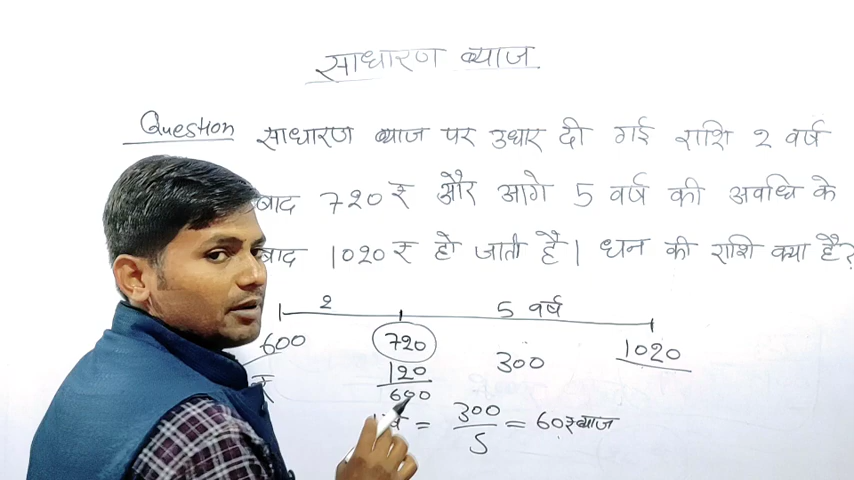 साधारण ब्याज
Question साधारण ब्याज पर उधार दी गई राशि 2 वर्ष
बाद 720 ₹ और आगे 5 वर्ष की अवधि के
बाद 1020 ₹ हो जाती है। धन की राशि क्या है?
2 5 वर्ष
600 720 300 1020
₹ 120
600
= 300/5 = 60 ₹ ब्याज